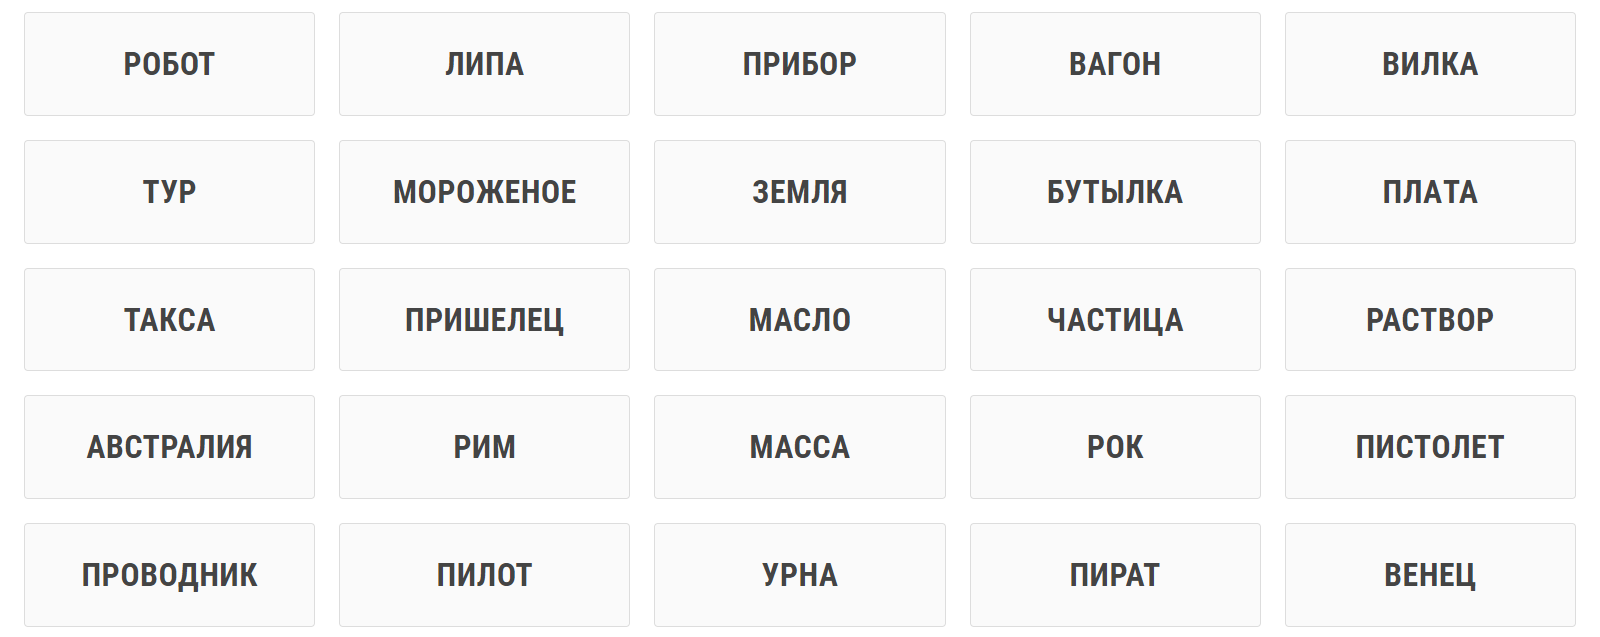 РОБОТ ЛИПА ПРИБОР ВАГОН ВИЛКА
ТУР МОРОЖЕНОЕ ЗЕМЛЯ БУТЫЛКА ПЛАТА
ТАКСА ПРИШЕЛЕЦ МАСЛО ЧАСТИЦА РАСТВОР
АВСТРАЛИЯ РИМ МАССА РОК ПИСТОЛЕТ
ПРОВОДНИК ПИЛОТ УРНА ПИРАТ ВЕНЕЦ